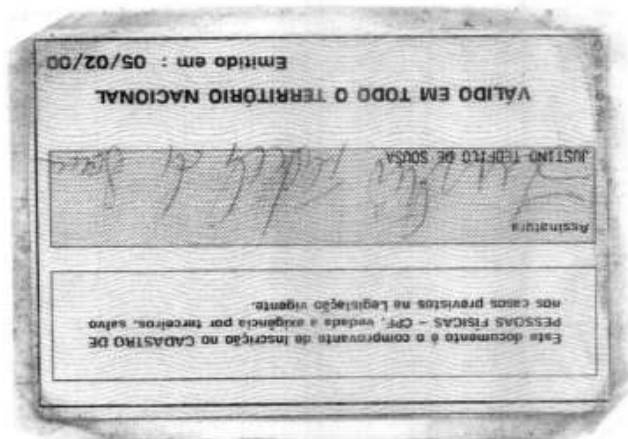 Este documento é o comprovante de inscrição no CADASTRO DE
PESSOAS FÍSICAS - CPF, vedada a exigência por terceiros, salvo
nos casos previstos na Legislação vigente.
Assinatura
JUSTINO TEOFILO DE SOUSA
VÁLIDO EM TODO O TERRITÓRIO NACIONAL
Emitido em : 05/02/00